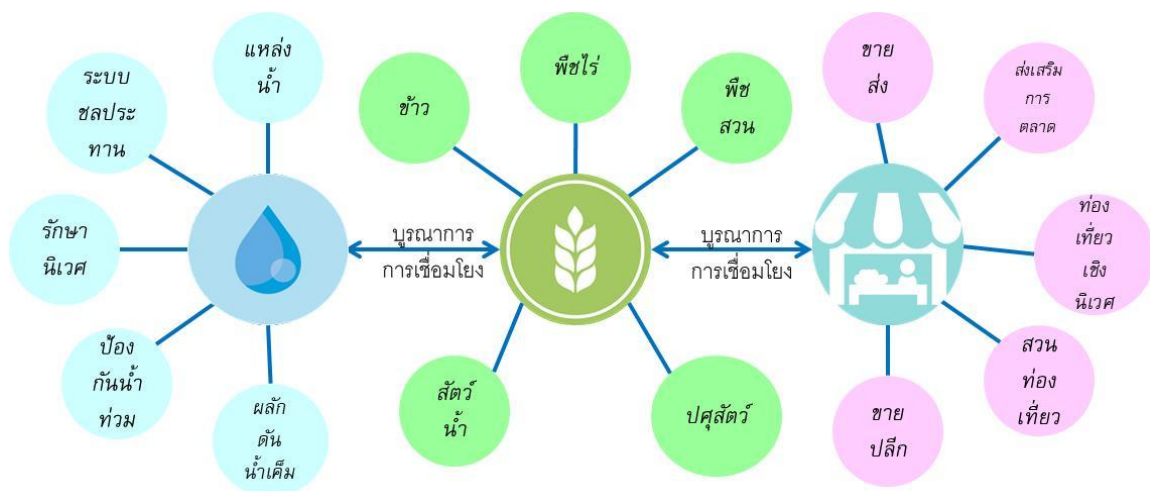 แหล่ง
น้ำ
ระบบ
ชลประ
ทาน
รักษา
นิเวศ
ป้อง
กันน้ำ
ท่วม
ผลัก
ดัน
น้ำเค็ม
บูรณาการ
การเชื่อมโยง
ข้าว
พืชไร่
พืช
สวน
สัตว์
น้ำ
ปศุสัตว์
บูรณาการ
การเชื่อมโยง
ขาย
ส่ง
ส่งเสริม
การ
ตลาด
ท่อง
เที่ยว
เชิง
นิเวศ
สวน
ท่อง
เที่ยว
ขาย
ปลีก